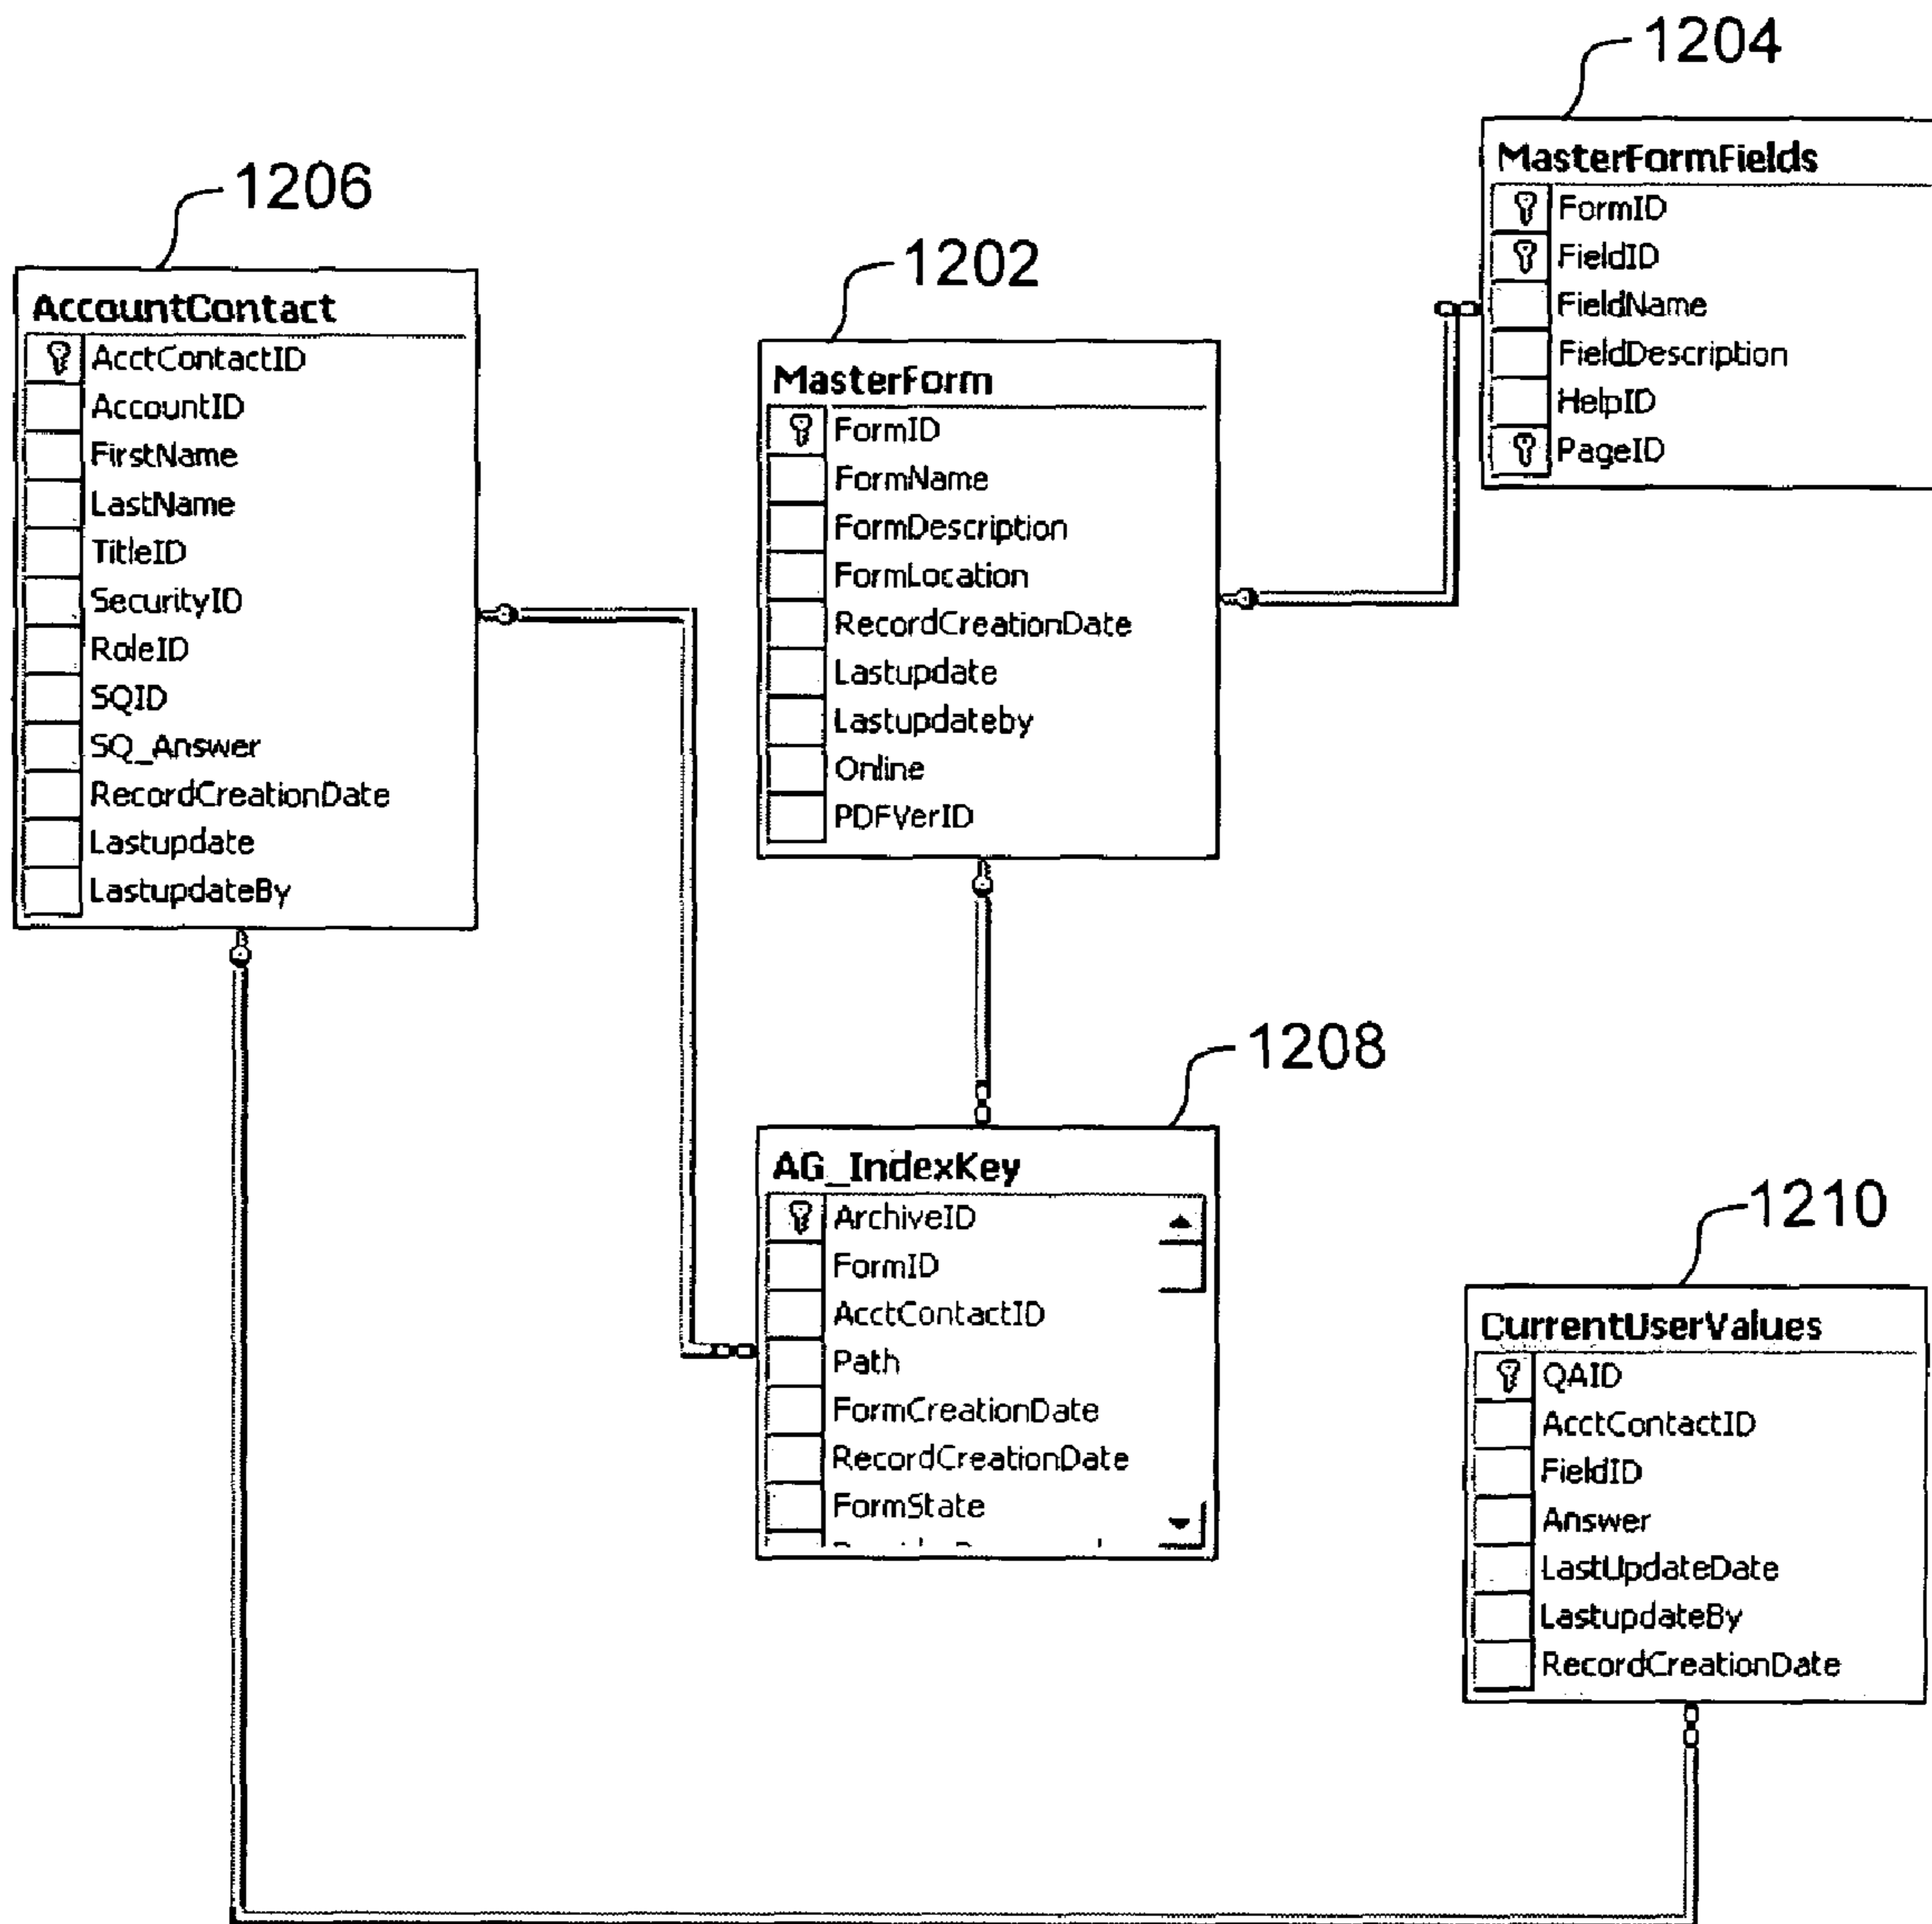 1206
AccountContact
AcctContactID
AccountID
FirstName
LastName
TitleID
SecurityID
RoleID
SQID
SQ_Answer
RecordCreationDate
Lastupdate
LastupdateBy
1202
MasterForm
FormID
FormName
FormDescription
FormLocation
RecordCreationDate
Lastupdate
Lastupdateby
Online
PDFVerID
1204
MasterFormFields
FormID
FieldID
FieldName
FieldDescription
HelpID
PageID
1208
AG_IndexKey
ArchiveID
FormID
AcctContactID
Path
FormCreationDate
RecordCreationDate
FormState
1210
CurrentUserValues
QAID
AcctContactID
FieldID
Answer
LastUpdateDate
LastupdateBy
RecordCreationDate